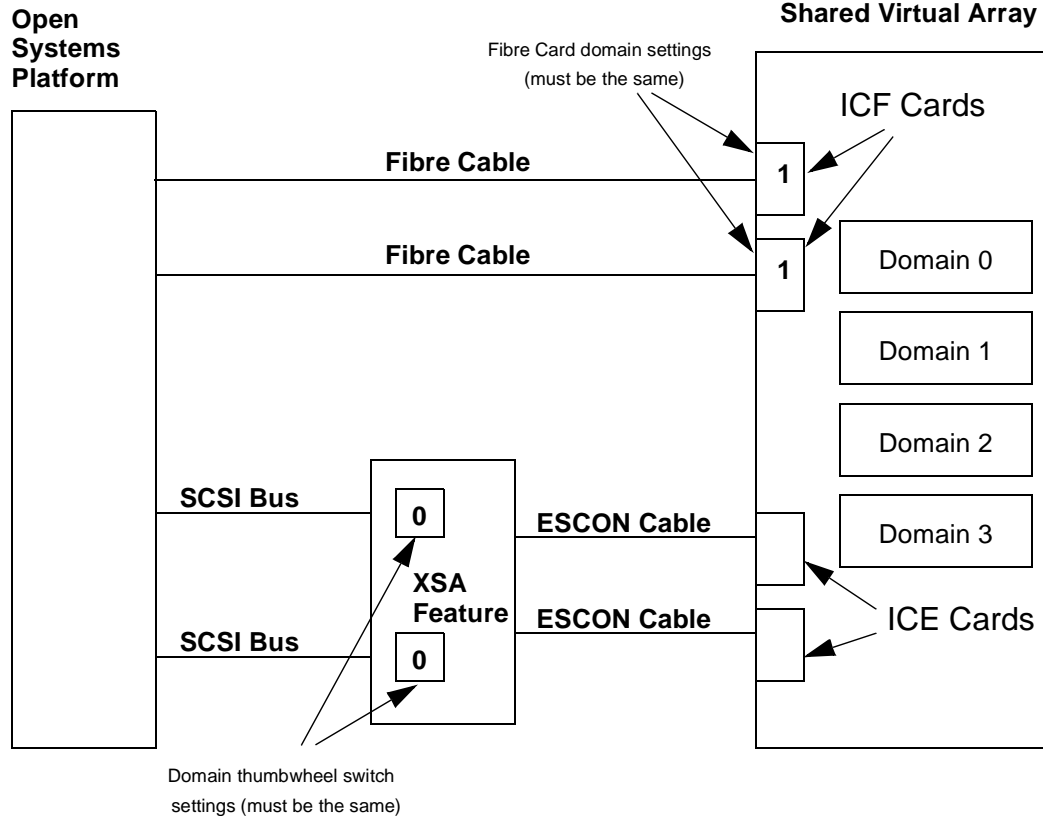 Open
Systems
Platform
Shared Virtual Array
Fibre Card domain settings
(must be the same)
ICF Cards
Fibre Cable
1
Fibre Cable
1
Domain 0
Domain 1
Domain 2
Domain 3
SCSI Bus
0
ESCON Cable
XSA
Feature
SCSI Bus
0
ESCON Cable
ICE Cards
Domain thumbwheel switch
settings (must be the same)